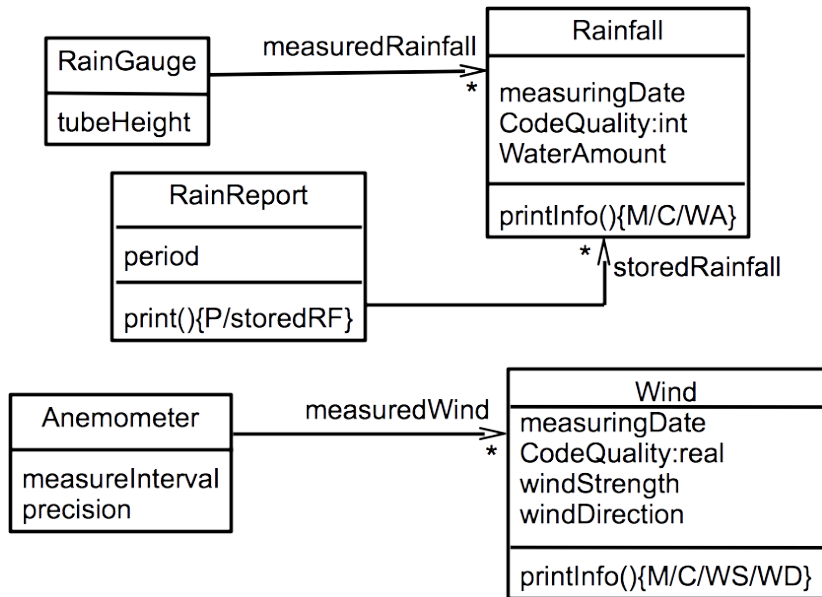 RainGauge
tubeHeight
measuredRainfall
*
Rainfall
measuringDate
CodeQuality:int
WaterAmount
printInfo(){M/C/WA}
RainReport
period
print(){P/storedRF}
*
storedRainfall
Anemometer
measureInterval
precision
measuredWind
*
Wind
measuringDate
CodeQuality:real
windStrength
windDirection
printInfo(){M/C/WS/WD}